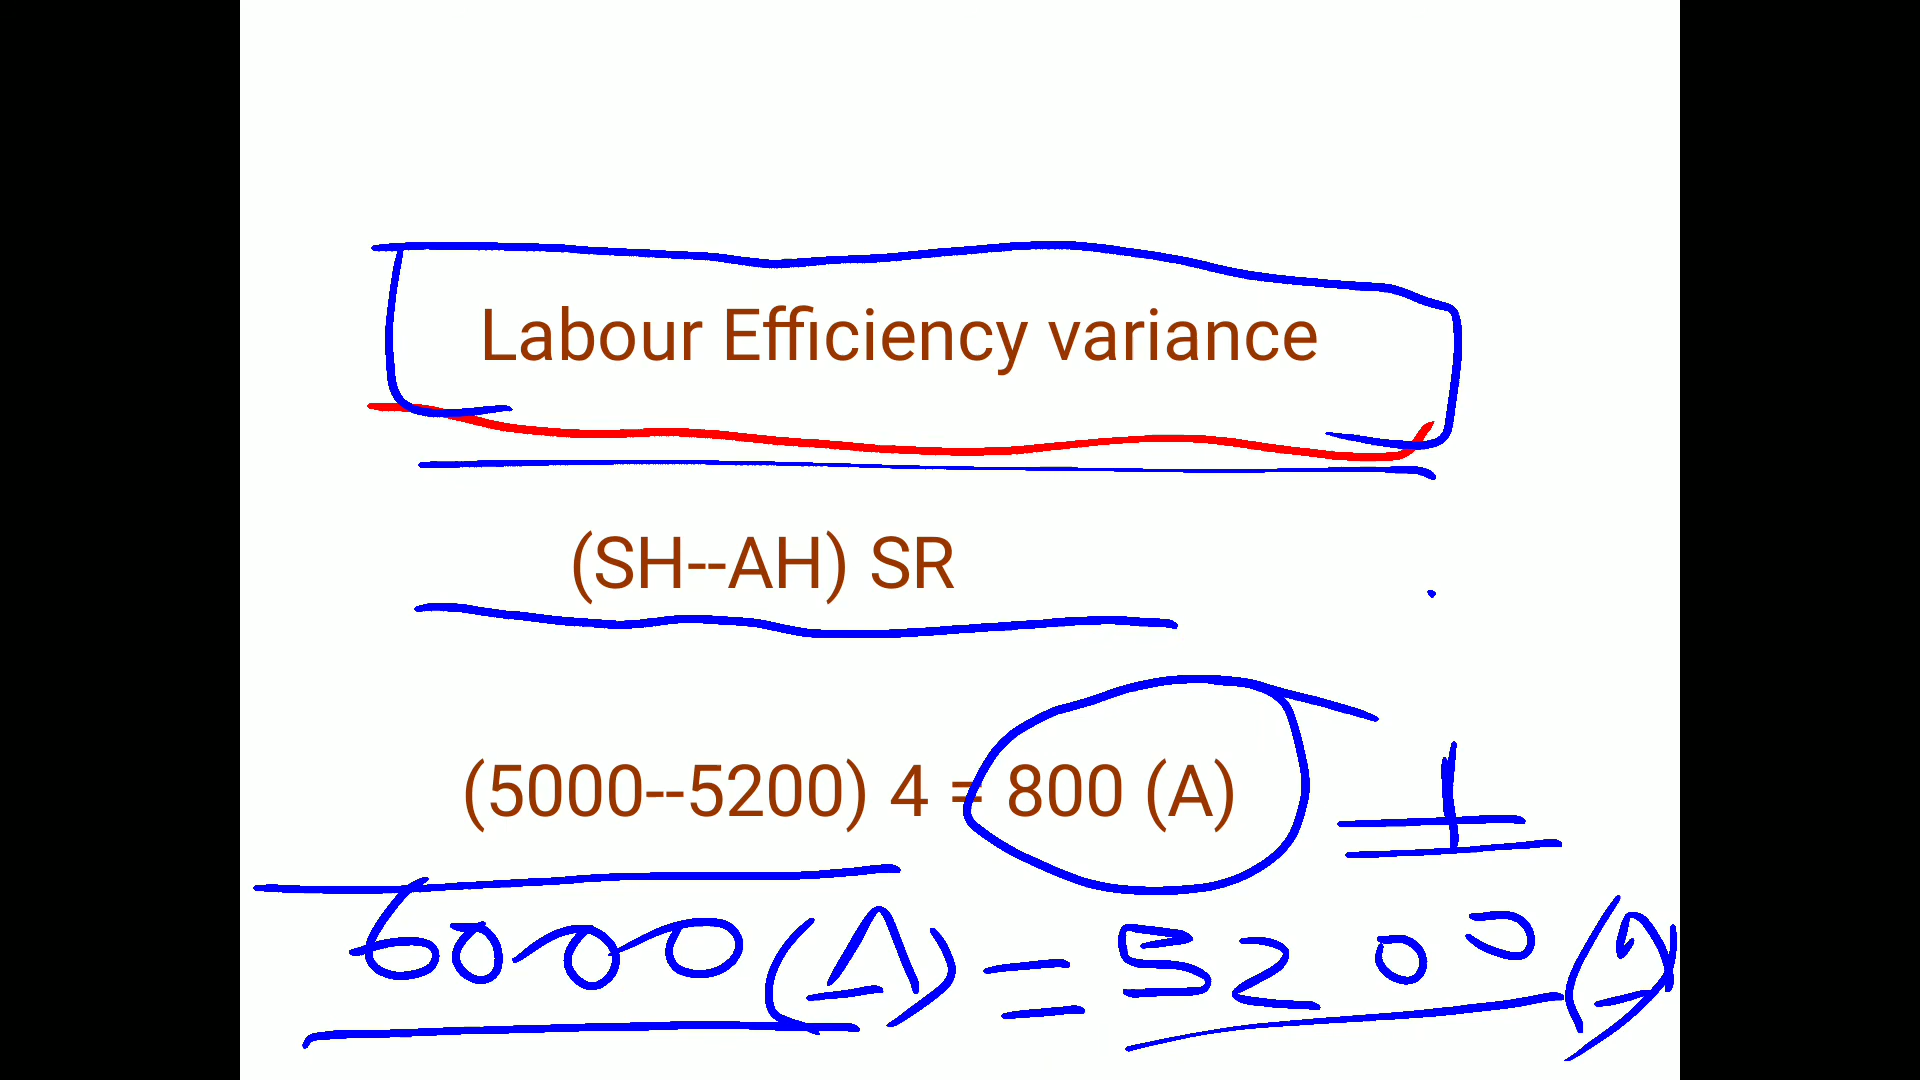 Labour Efficiency variance
(SH--AH) SR
(5000--5200) 4 = 800 (A)
6000 (A) = 5200 (A)